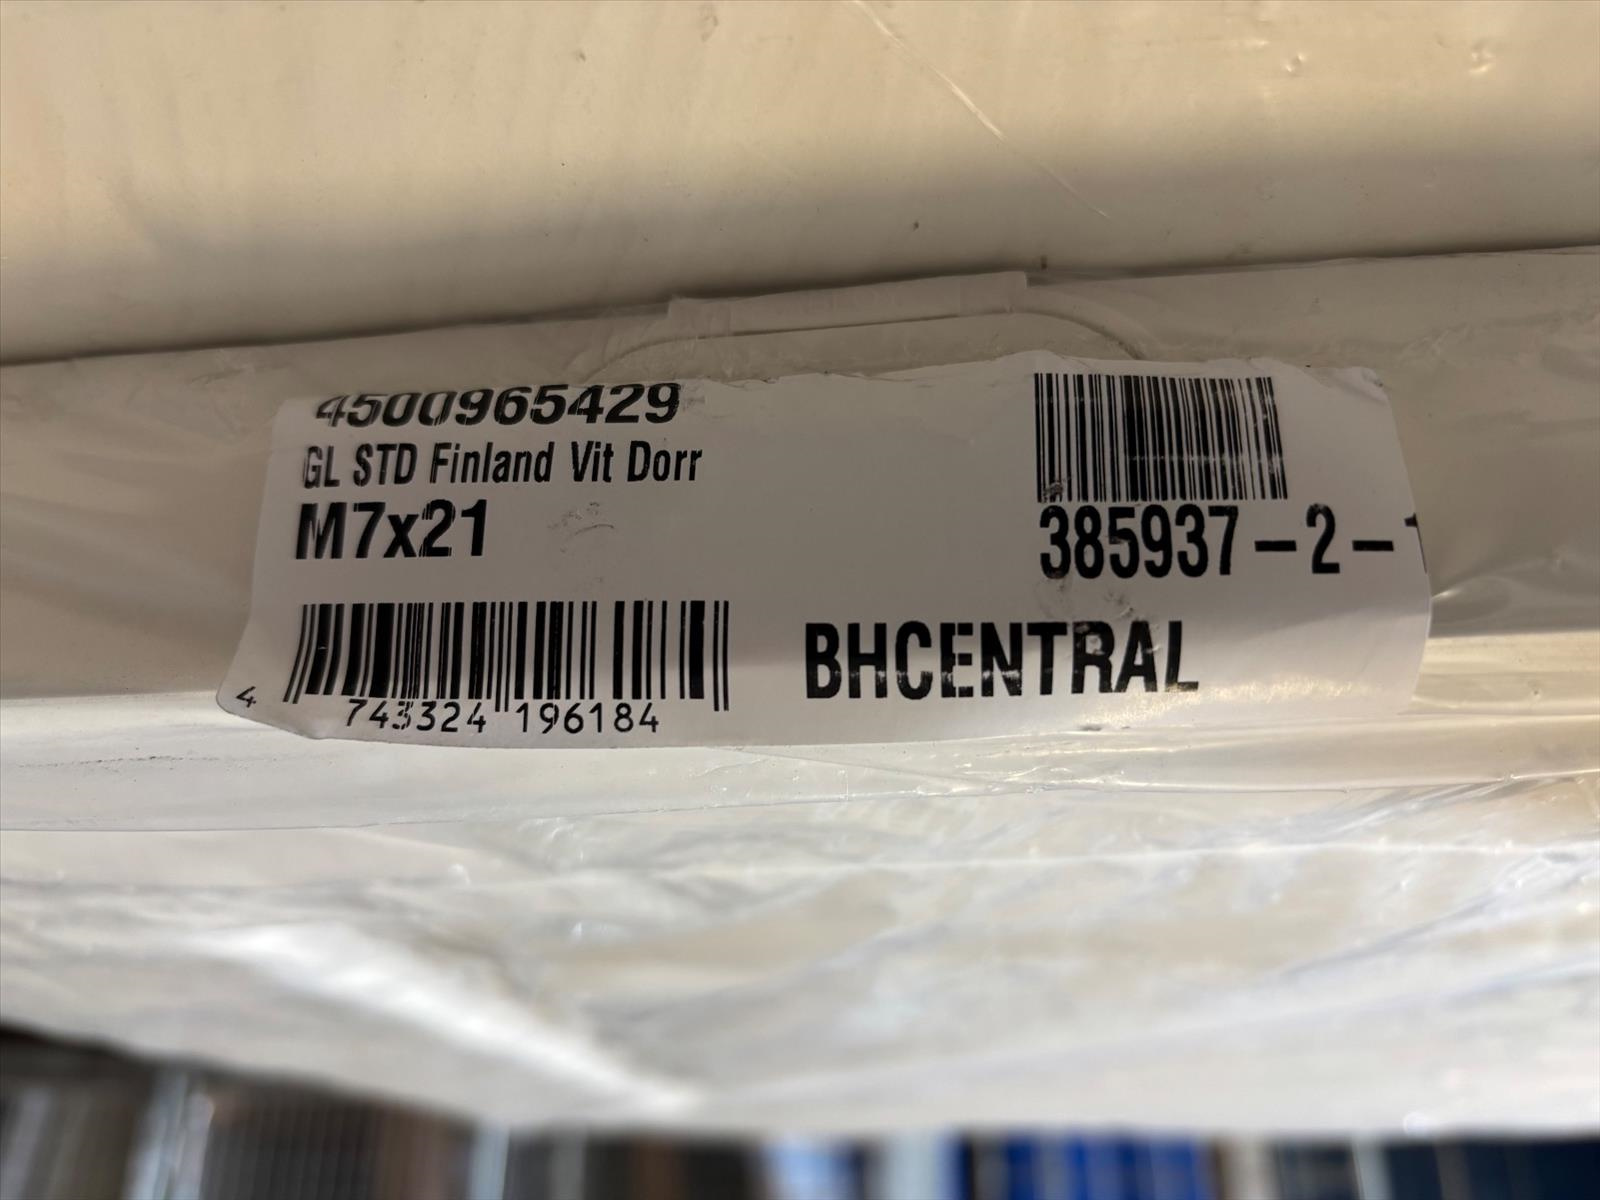 4500965429
GL STD Finland Vit Dorr
M7x21
385937-2-
BHCENTRAL
4 743324 196184